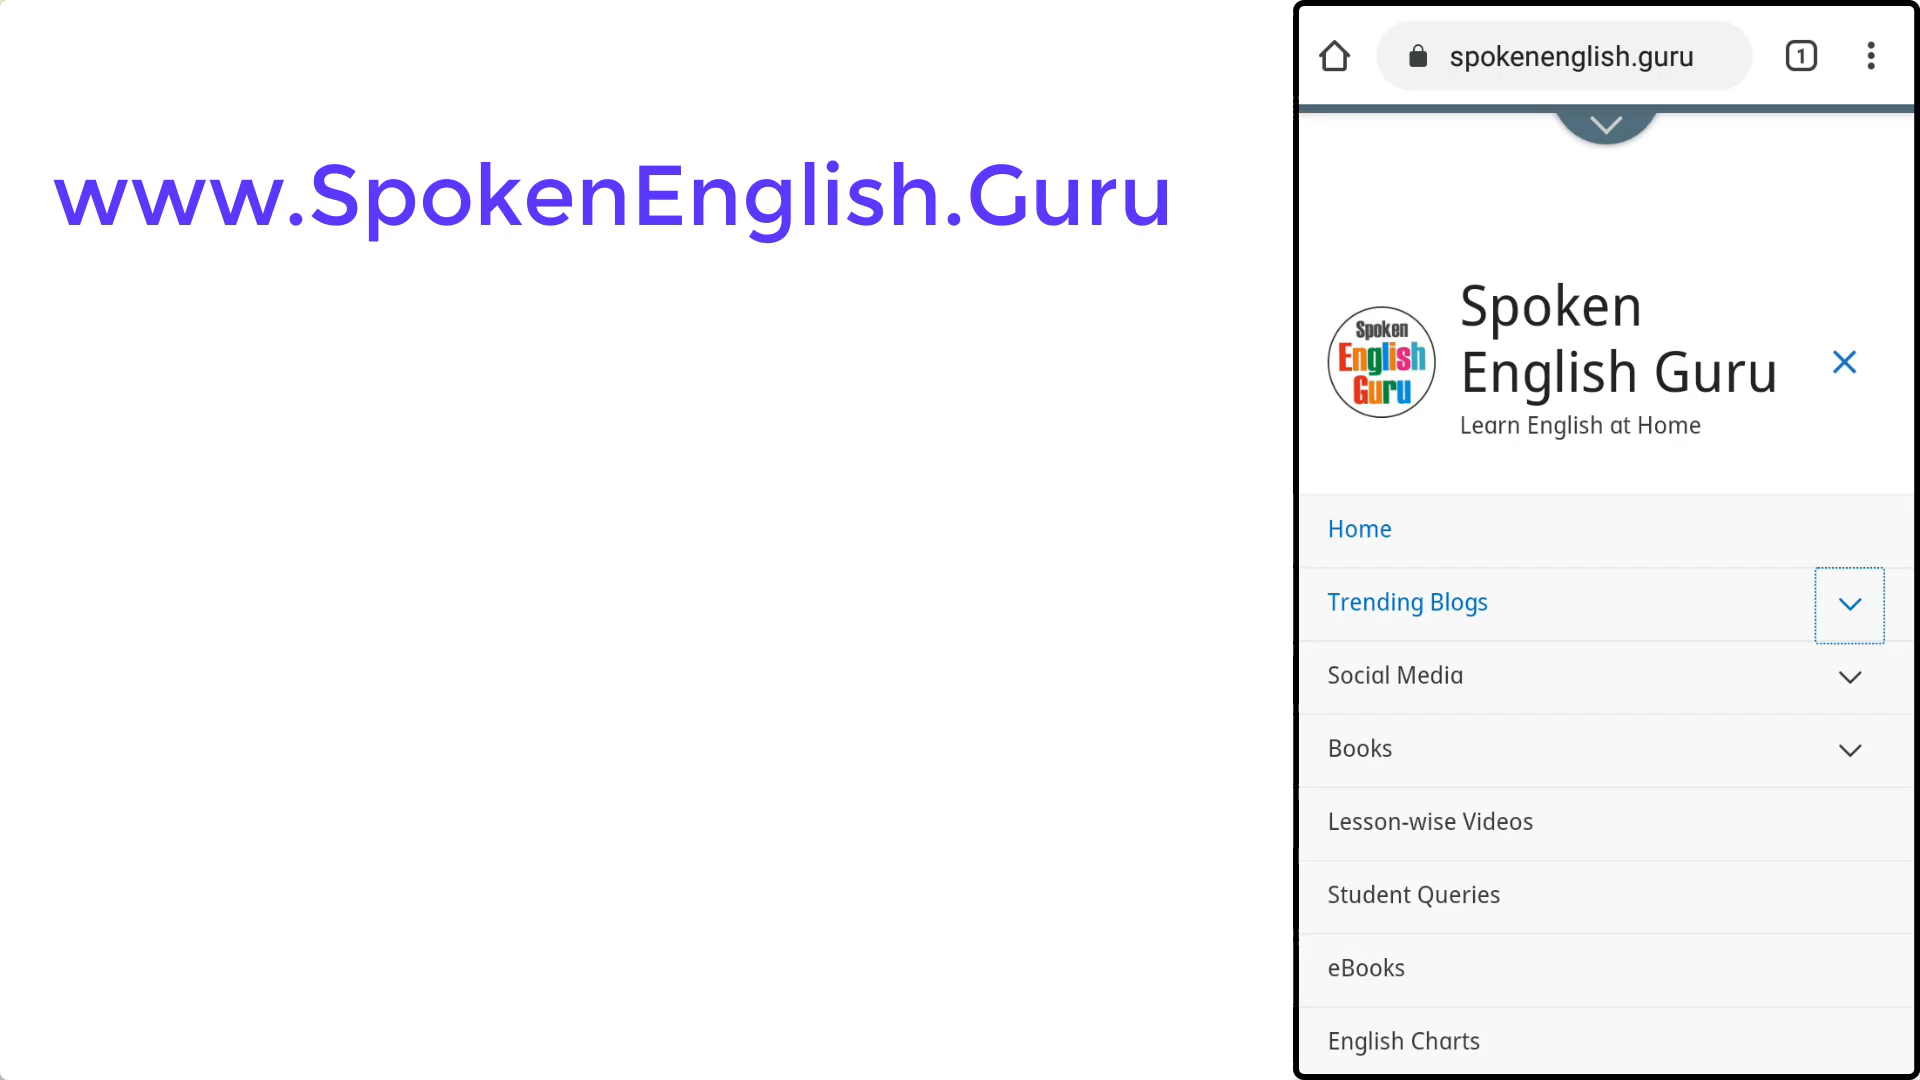 www.SpokenEnglish.Guru
spokenenglish.guru
1
Spoken
English
Guru
Spoken
English Guru
Learn English at Home
Home
Trending Blogs
Social Media
Books
Lesson-wise Videos
Student Queries
eBooks
English Charts